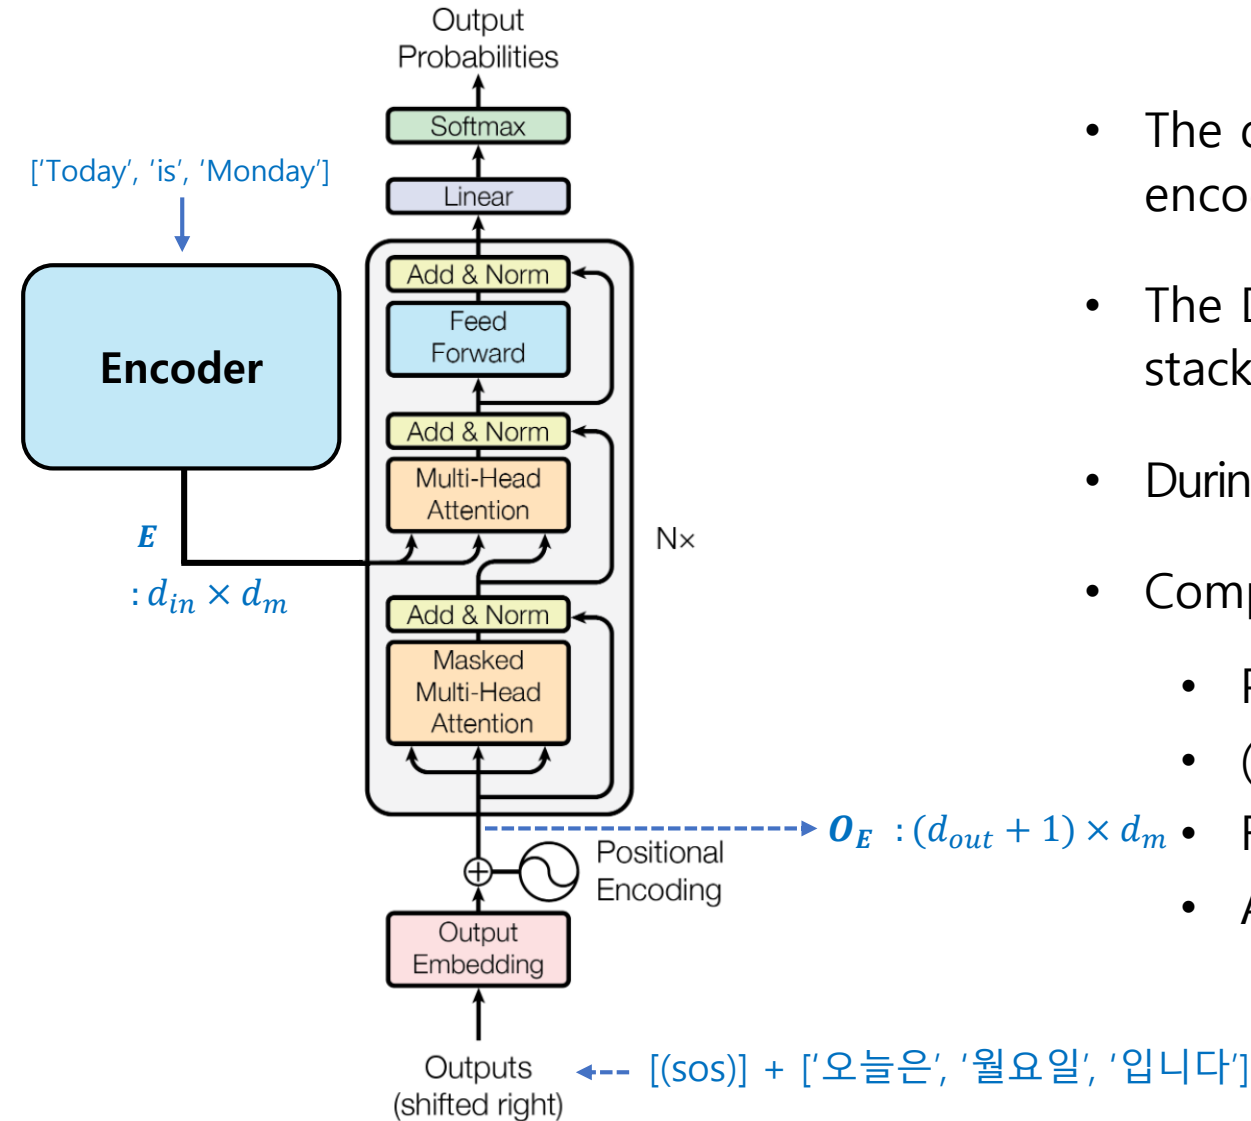 Output
Probabilities
Softmax
['Today', 'is', 'Monday']
Linear
Add & Norm
Feed
Forward
Encoder
Add & Norm
Multi-Head
Attention
E
: d_in × d_m
N×
Add & Norm
Masked
Multi-Head
Attention
O_E : (d_out + 1) × d_m
Positional
Encoding
Output
Embedding
Outputs
(shifted right)
[(sos)] + ['오늘은', '월요일', '입니다']
• The
enco
• The
stack
• Durin
• Comp
•
• (
•
•